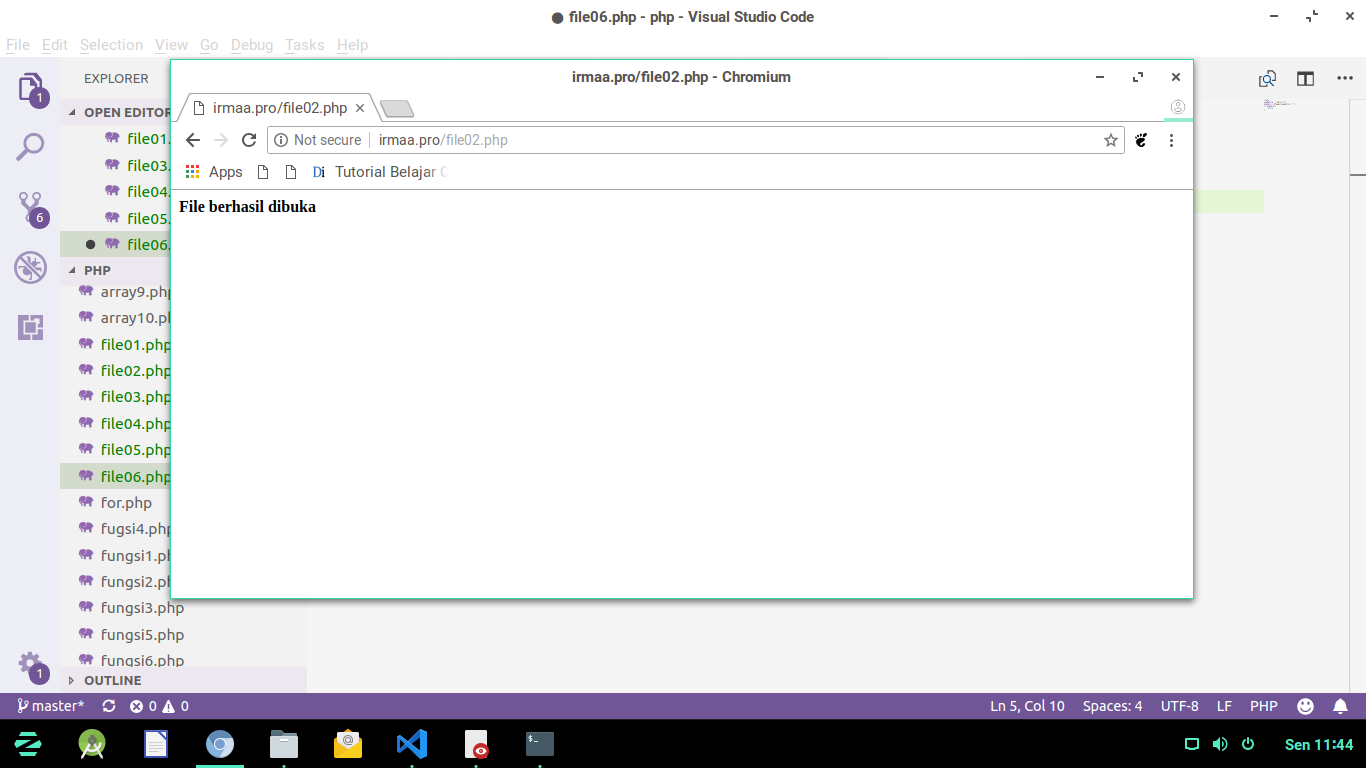 ● file06.php - php - Visual Studio Code
File Edit Selection View Go Debug Tasks Help
EXPLORER
OPEN EDITOR
file01.
file03.
file04.
file05.
file06.
PHP
array9.php
array10.p
file01.php
file02.php
file03.php
file04.php
file05.php
file06.php
for.php
fugsi4.php
fungsi1.ph
fungsi2.ph
fungsi3.php
fungsi5.php
fungsi6.php
OUTLINE
1
6
1
irmaa.pro/file02.php - Chromium
irmaa.pro/file02.php
Not secure irmaa.pro/file02.php
Apps Di Tutorial Belajar
File berhasil dibuka
master* 0 0 Ln 5, Col 10 Spaces: 4 UTF-8 LF PHP
Sen 11:44